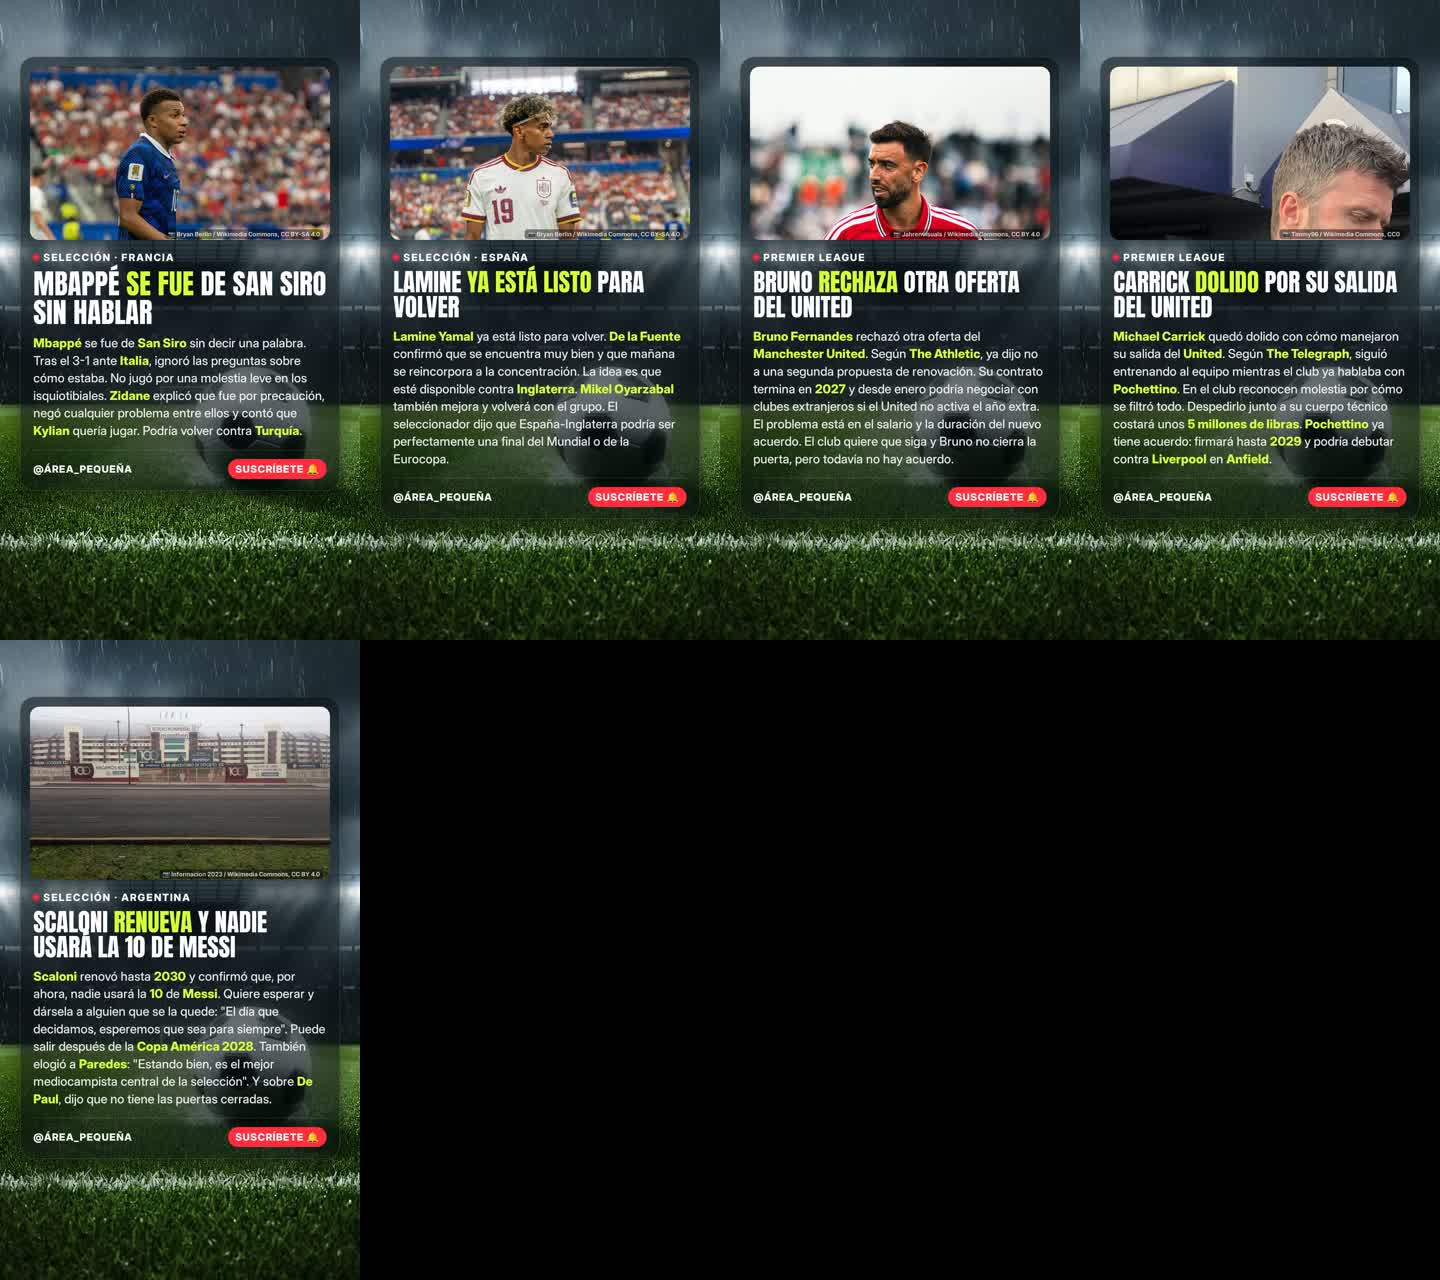 📷 Bryan Berlin / Wikimedia Commons, CC BY-SA 4.0
SELECCIÓN · FRANCIA
MBAPPÉ SE FUE DE SAN SIRO
SIN HABLAR
Mbappé se fue de San Siro sin decir una palabra.
Tras el 3-1 ante Italia, ignoró las preguntas sobre
cómo estaba. No jugó por una molestia leve en los
isquiotibiales. Zidane explicó que fue por precaución,
negó cualquier problema entre ellos y contó que
Kylian quería jugar. Podría volver contra Turquía.
@ÁREA_PEQUEÑA
SUSCRÍBETE 🔔
19
📷 Bryan Berlin / Wikimedia Commons, CC BY-SA 4.0
SELECCIÓN · ESPAÑA
LAMINE YA ESTÁ LISTO PARA
VOLVER
Lamine Yamal ya está listo para volver. De la Fuente
confirmó que se encuentra muy bien y que mañana
se reincorpora a la concentración. La idea es que
esté disponible contra Inglaterra. Mikel Oyarzabal
también mejora y volverá con el grupo. El
seleccionador dijo que España-Inglaterra podría ser
perfectamente una final del Mundial o de la
Eurocopa.
@ÁREA_PEQUEÑA
SUSCRÍBETE 🔔
📷 Jahrenvisuals / Wikimedia Commons, CC BY 4.0
PREMIER LEAGUE
BRUNO RECHAZA OTRA OFERTA
DEL UNITED
Bruno Fernandes rechazó otra oferta del
Manchester United. Según The Athletic, ya dijo no
a una segunda propuesta de renovación. Su contrato
termina en 2027 y desde enero podría negociar con
clubes extranjeros si el United no activa el año extra.
El problema está en el salario y la duración del nuevo
acuerdo. El club quiere que siga y Bruno no cierra la
puerta, pero todavía no hay acuerdo.
@ÁREA_PEQUEÑA
SUSCRÍBETE 🔔
📷 Timmy96 / Wikimedia Commons, CC0
PREMIER LEAGUE
CARRICK DOLIDO POR SU SALIDA
DEL UNITED
Michael Carrick quedó dolido con cómo manejaron
su salida del United. Según The Telegraph, siguió
entrenando al equipo mientras el club ya hablaba con
Pochettino. En el club reconocen molestia por cómo
se filtró todo. Despedirlo junto a su cuerpo técnico
costará unos 5 millones de libras. Pochettino ya
tiene acuerdo: firmará hasta 2029 y podría debutar
contra Liverpool en Anfield.
@ÁREA_PEQUEÑA
SUSCRÍBETE 🔔
100
100
📷 Informacion 2023 / Wikimedia Commons, CC BY 4.0
SELECCIÓN · ARGENTINA
SCALONI RENUEVA Y NADIE
USARÁ LA 10 DE MESSI
Scaloni renovó hasta 2030 y confirmó que, por
ahora, nadie usará la 10 de Messi. Quiere esperar y
dársela a alguien que se la quede: "El día que
decidamos, esperemos que sea para siempre". Puede
salir después de la Copa América 2028. También
elogió a Paredes: "Estando bien, es el mejor
mediocampista central de la selección". Y sobre De
Paul, dijo que no tiene las puertas cerradas.
@ÁREA_PEQUEÑA
SUSCRÍBETE 🔔